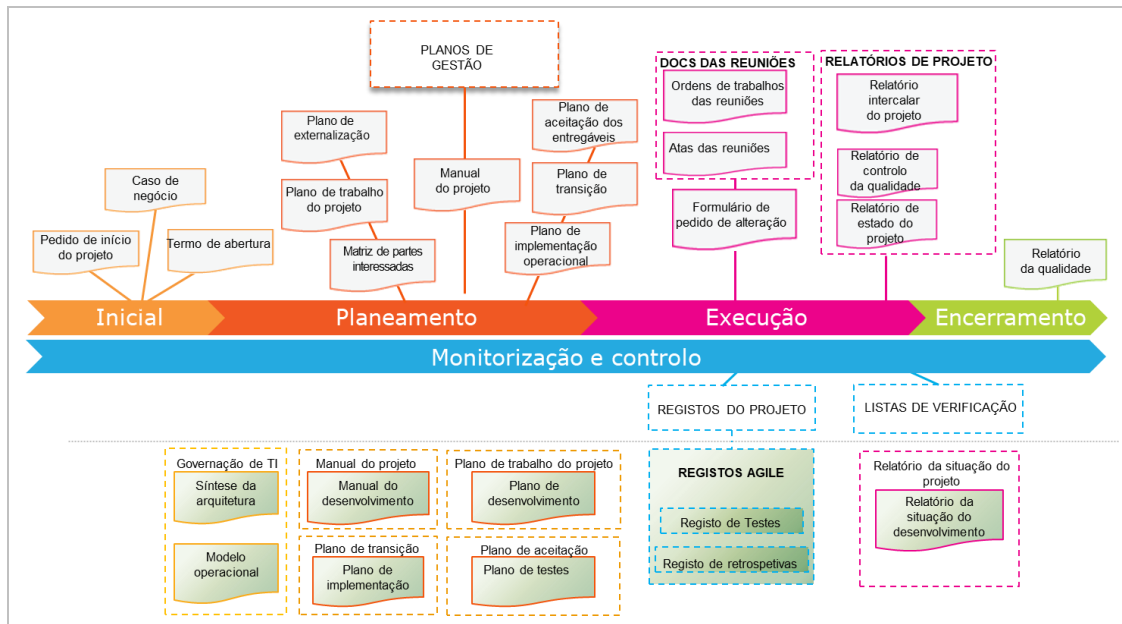 PLANOS DE
GESTÃO
DOCS DAS REUNIÕES
Ordens de trabalhos
das reuniões
Atas das reuniões
Formulário de
pedido de alteração
RELATÓRIOS DE PROJETO
Relatório
intercalar
do projeto
Relatório de
controlo
da qualidade
Relatório de
estado do
projeto
Plano de
externalização
Plano de trabalho
do projeto
Matriz de partes
interessadas
Manual
do projeto
Plano de
aceitação dos
entregáveis
Plano de
transição
Plano de
implementação
operacional
Caso de
negócio
Pedido de início
do projeto
Termo de abertura
Relatório
da qualidade
Inicial
Planeamento
Execução
Encerramento
Monitorização e controlo
REGISTOS DO PROJETO
LISTAS DE VERIFICAÇÃO
Governação de TI
Síntese da
arquitetura
Modelo
operacional
Manual do projeto
Manual do
desenvolvimento
Plano de transição
Plano de
implementação
Plano de trabalho do projeto
Plano de
desenvolvimento
Plano de aceitação
Plano de testes
REGISTOS AGILE
Registo de Testes
Registo de retrospetivas
Relatório da situação do
projeto
Relatório da
situação do
desenvolvimento